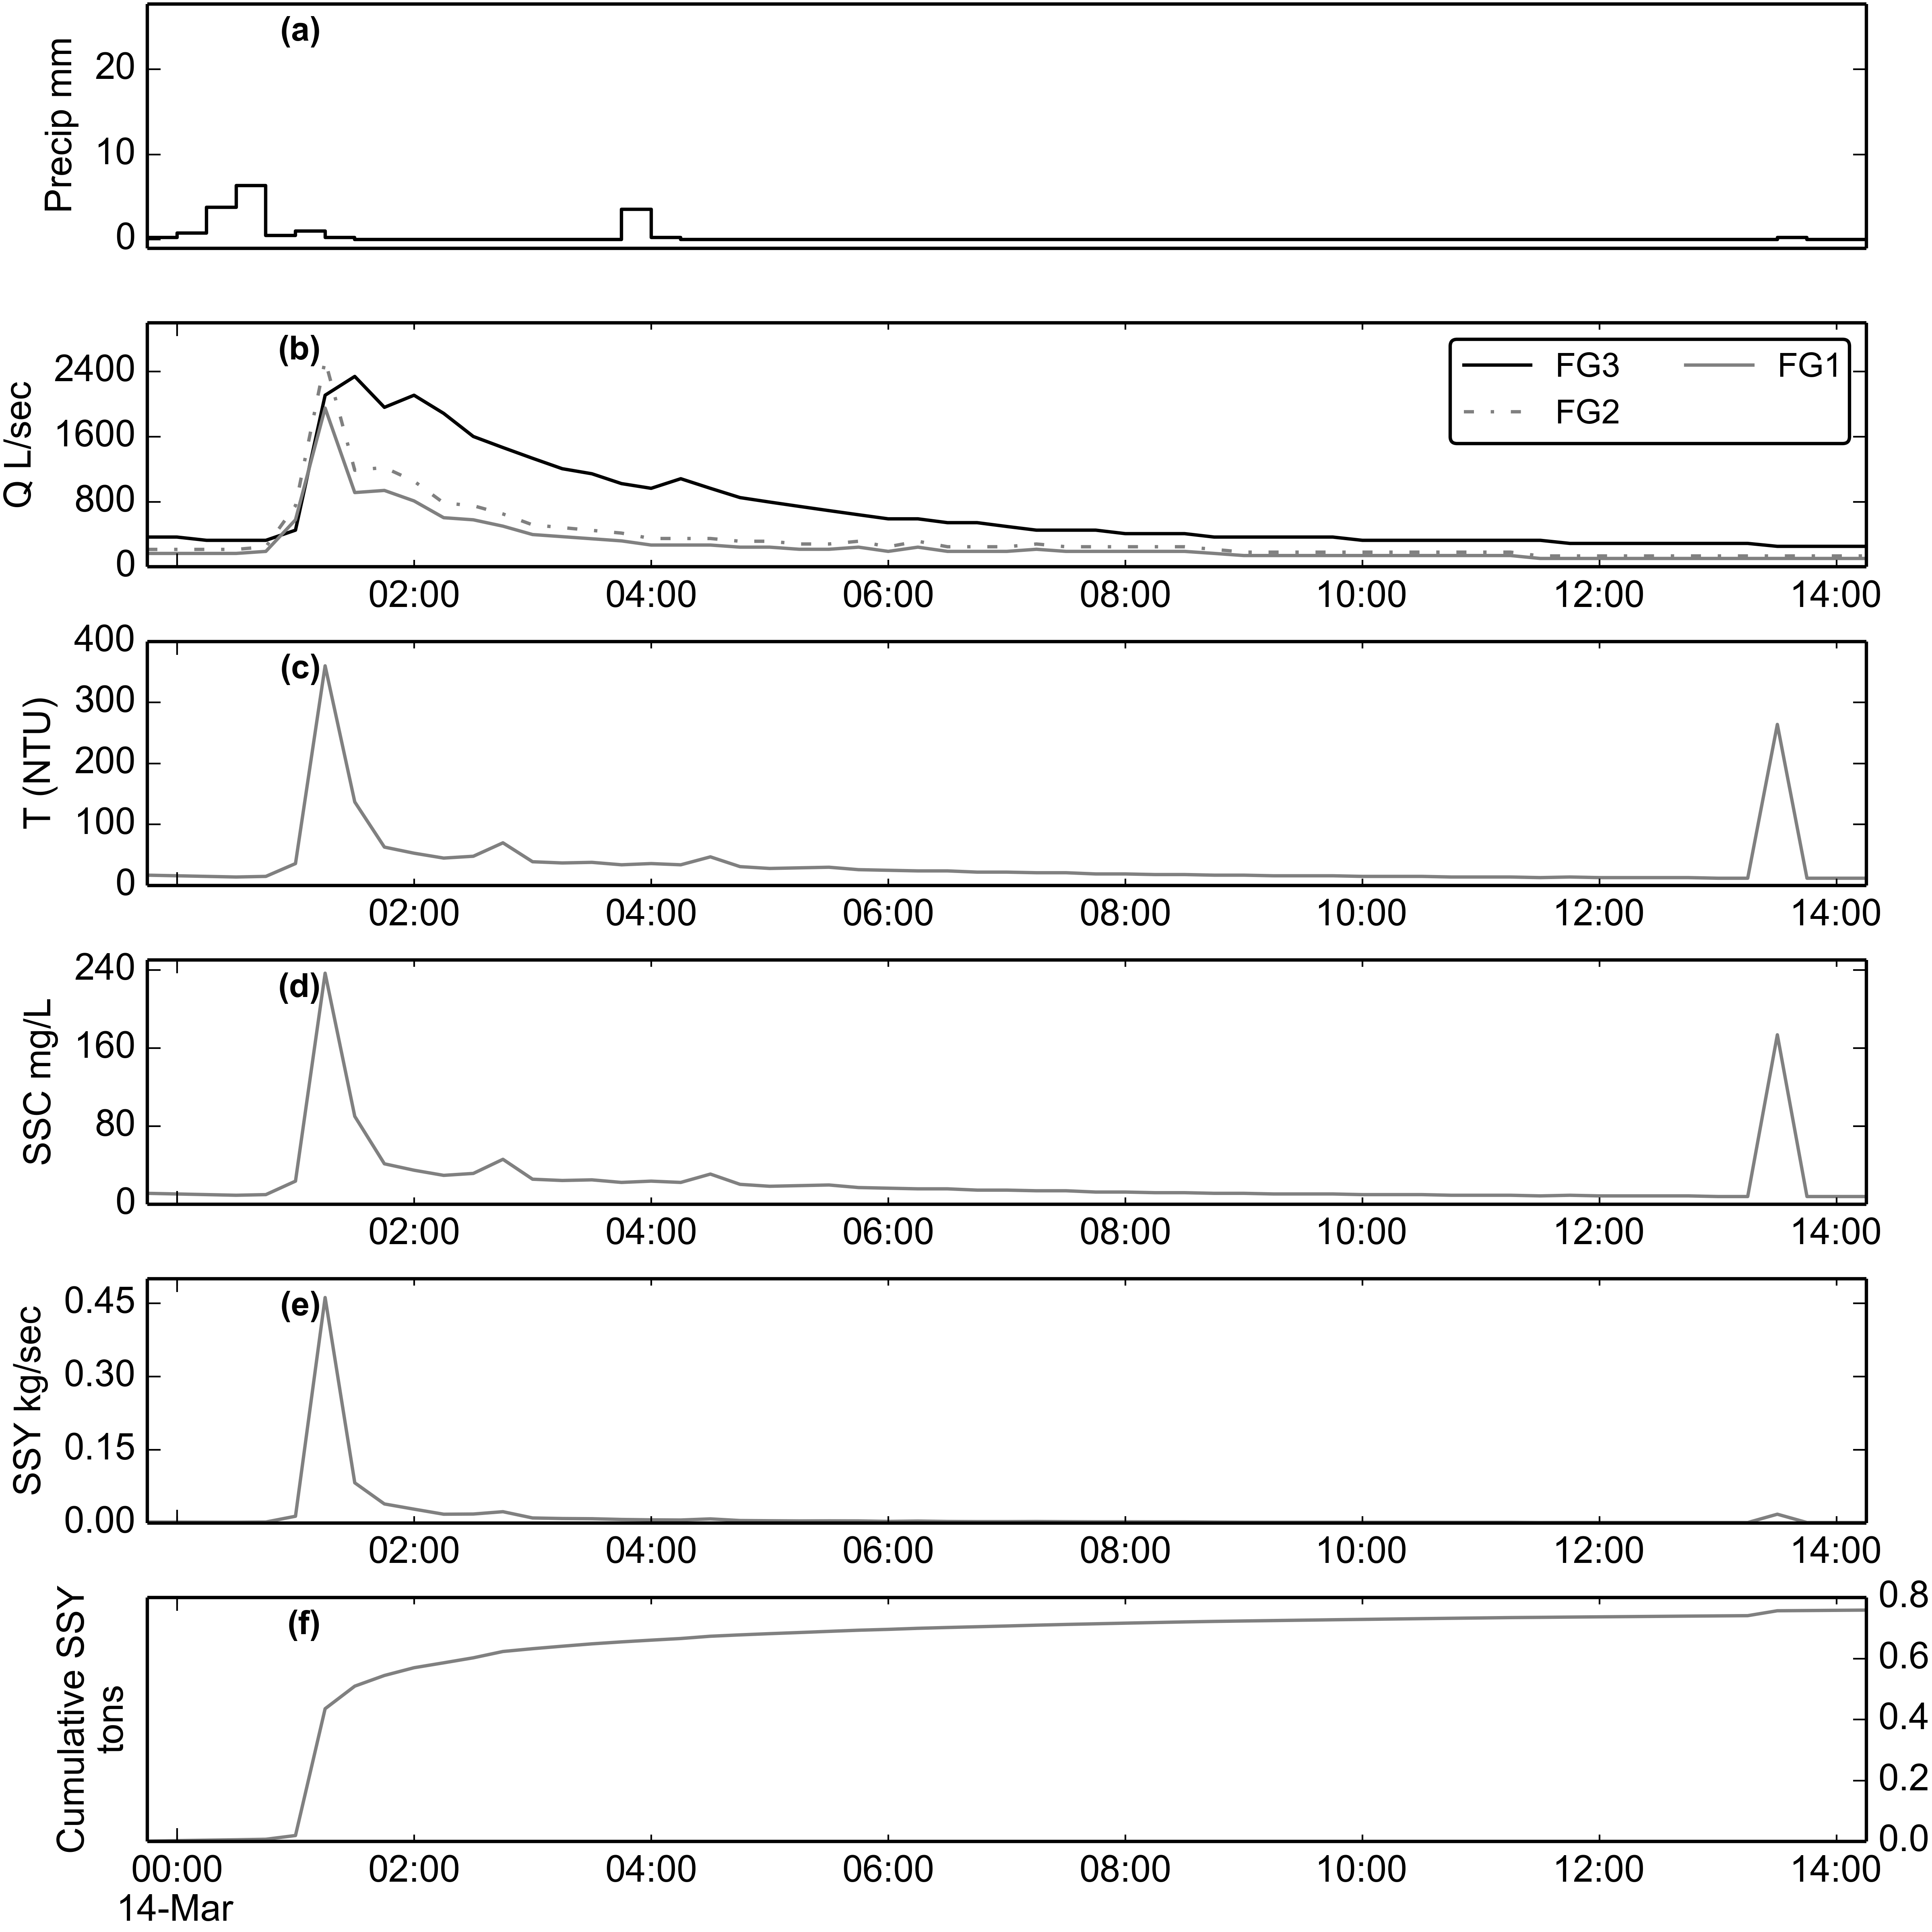 (a)
Precip mm
20
10
0
(b)
Q L/sec
2400
1600
800
0
FG3
FG1
FG2
02:00 04:00 06:00 08:00 10:00 12:00 14:00
(c)
T (NTU)
400
300
200
100
0
02:00 04:00 06:00 08:00 10:00 12:00 14:00
(d)
SSC mg/L
240
160
80
0
02:00 04:00 06:00 08:00 10:00 12:00 14:00
(e)
SSY kg/sec
0.45
0.30
0.15
0.00
02:00 04:00 06:00 08:00 10:00 12:00 14:00
(f)
Cumulative SSY
tons
0.8
0.6
0.4
0.2
0.0
00:00 02:00 04:00 06:00 08:00 10:00 12:00 14:00
14-Mar